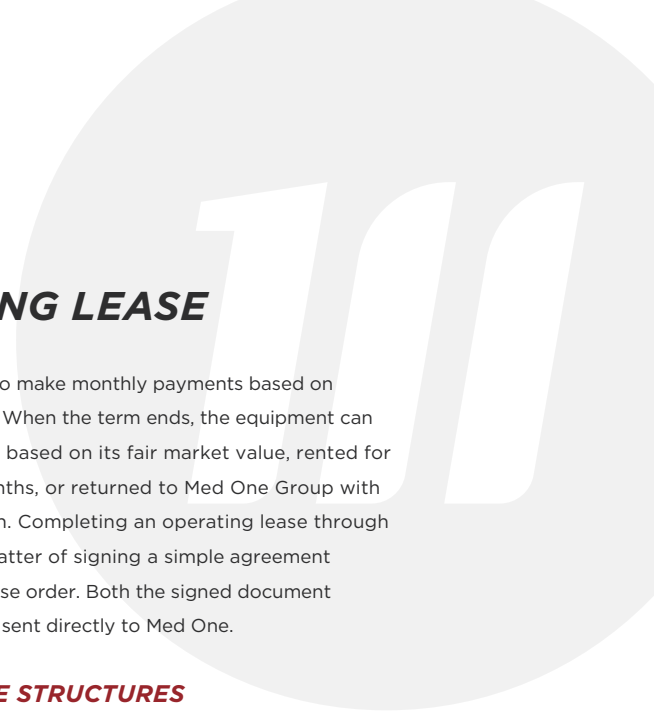 NG LEASE
o make monthly payments based on
When the term ends, the equipment can
based on its fair market value, rented for
nths, or returned to Med One Group with
n. Completing an operating lease through
atter of signing a simple agreement
se order. Both the signed document
sent directly to Med One.
E STRUCTURES